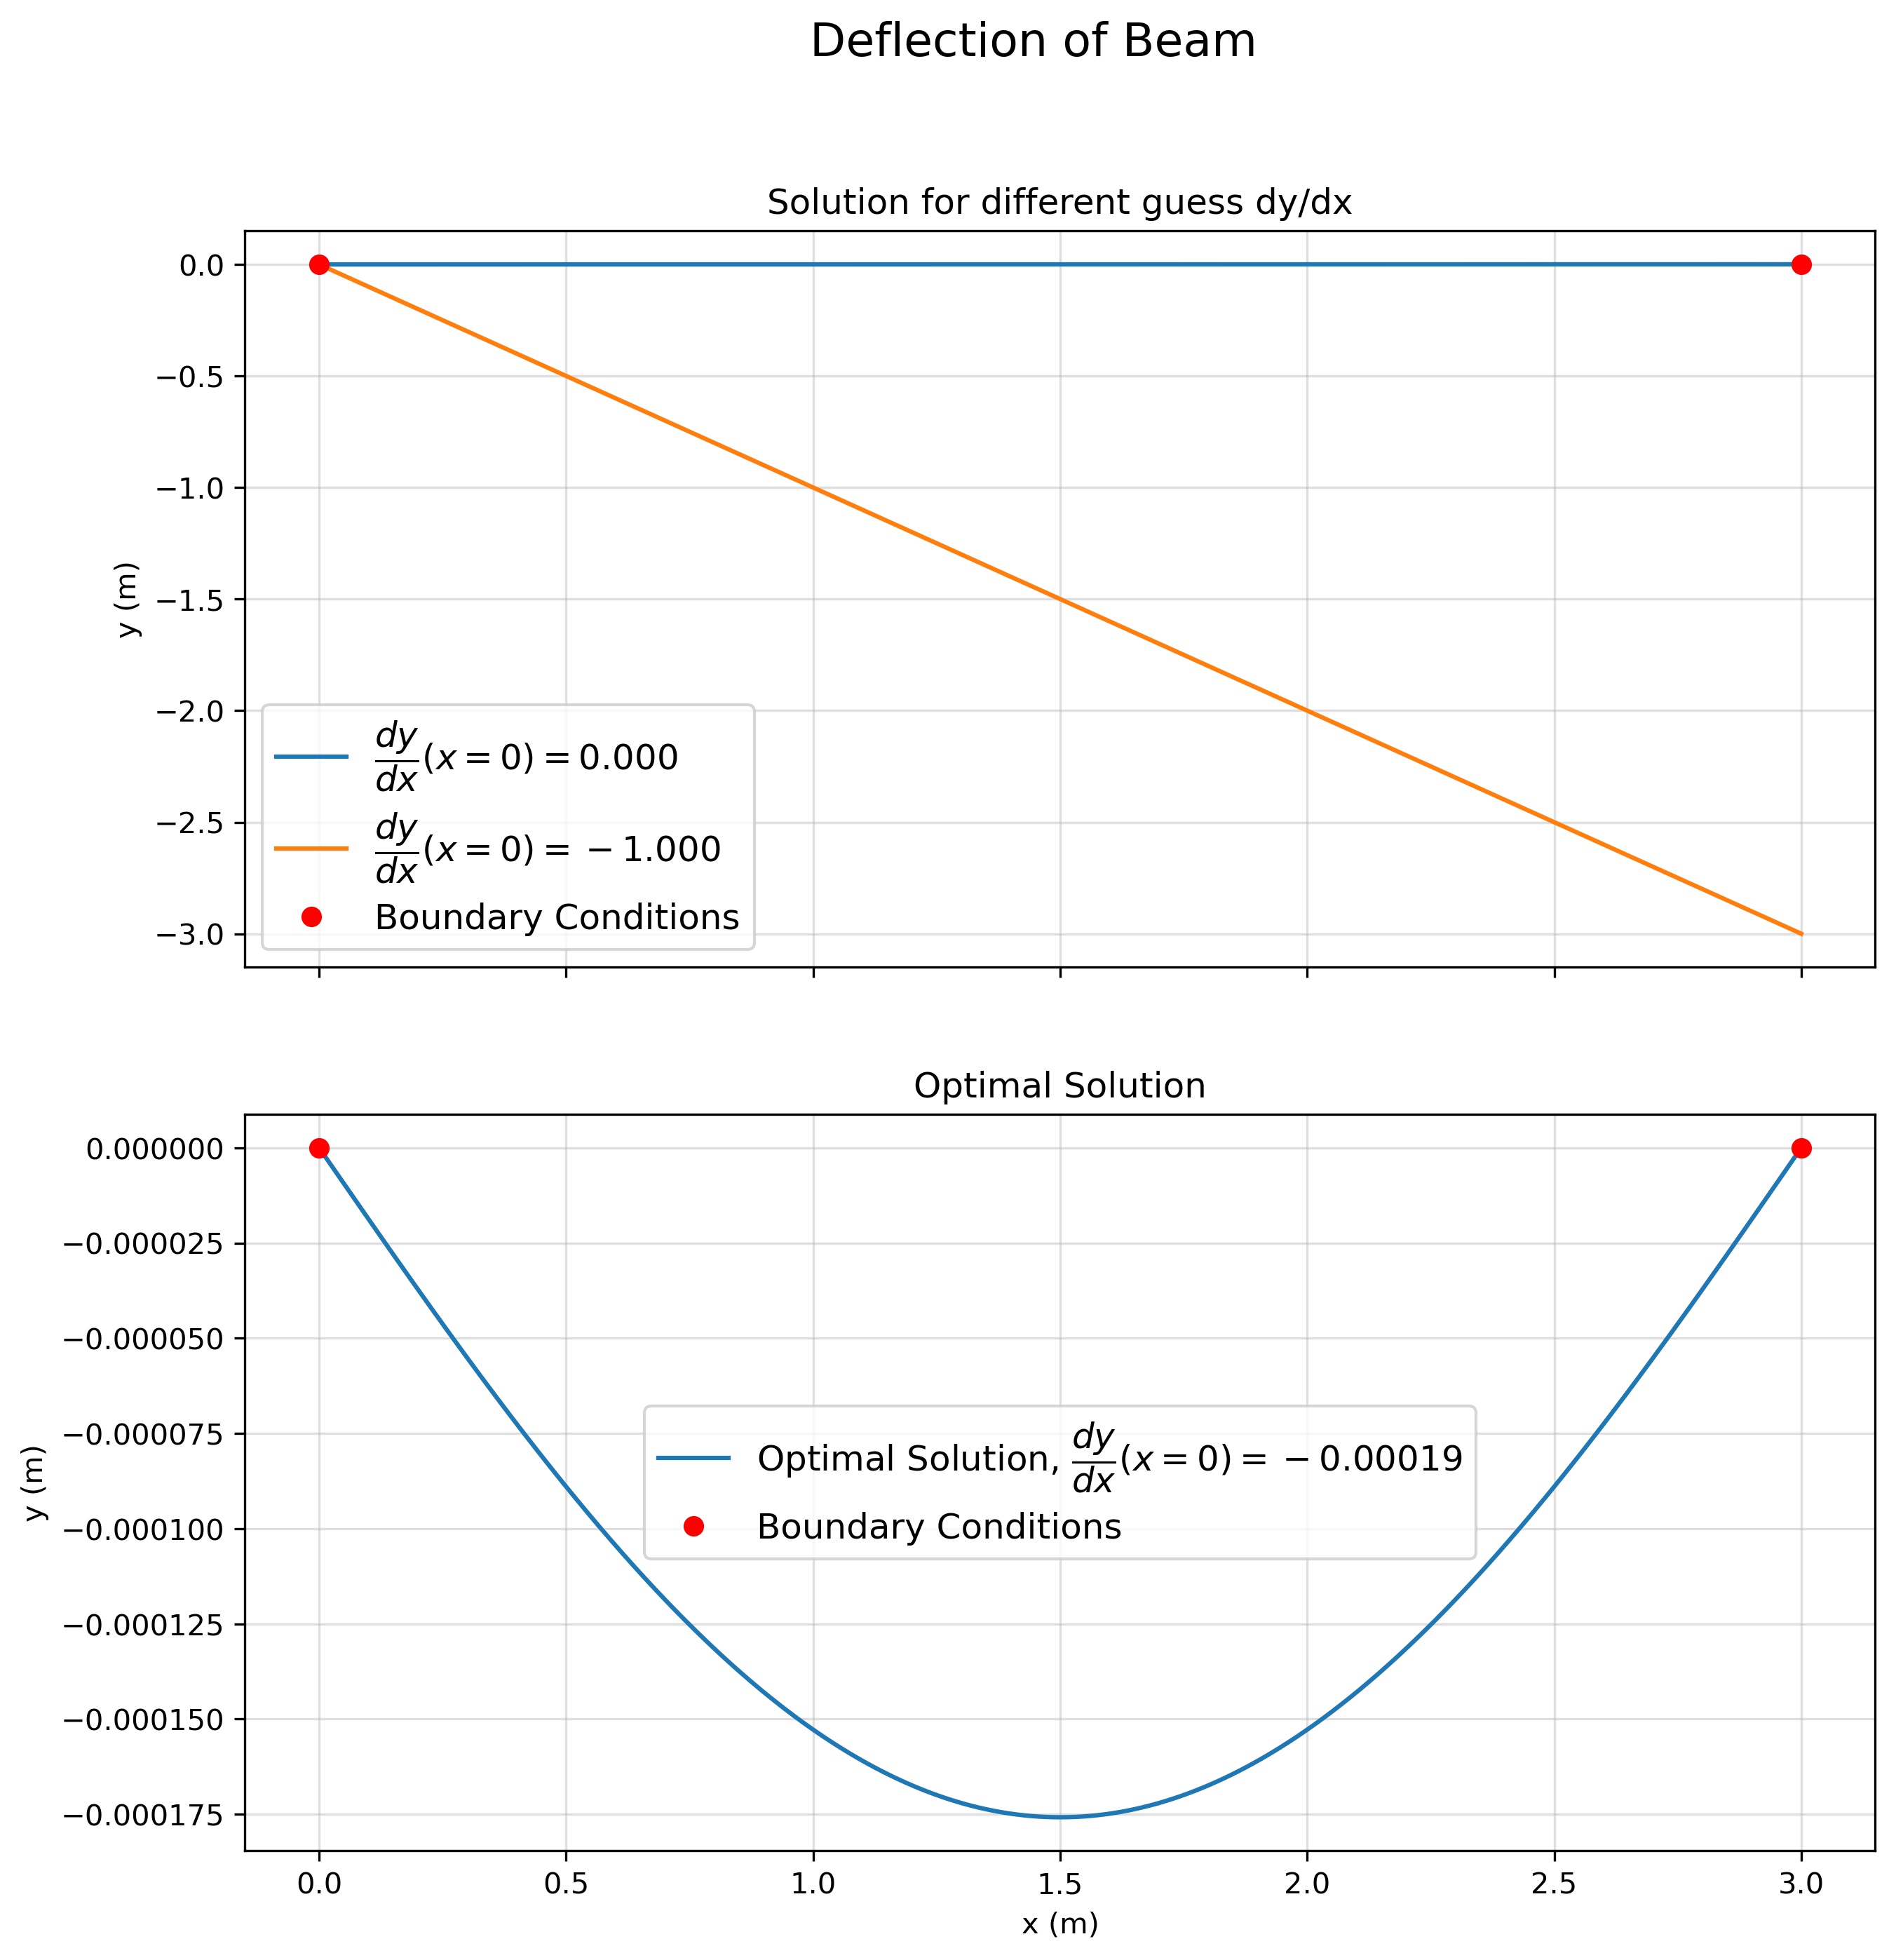 Deflection of Beam
Solution for different guess dy/dx
0.0
−0.5
−1.0
−1.5
−2.0
−2.5
−3.0
y (m)
dy/dx (x = 0) = 0.000
dy/dx (x = 0) = − 1.000
Boundary Conditions
Optimal Solution
0.000000
−0.000025
−0.000050
−0.000075
−0.000100
−0.000125
−0.000150
−0.000175
y (m)
Optimal Solution, dy/dx (x = 0) = − 0.00019
Boundary Conditions
0.0 0.5 1.0 1.5 2.0 2.5 3.0
x (m)